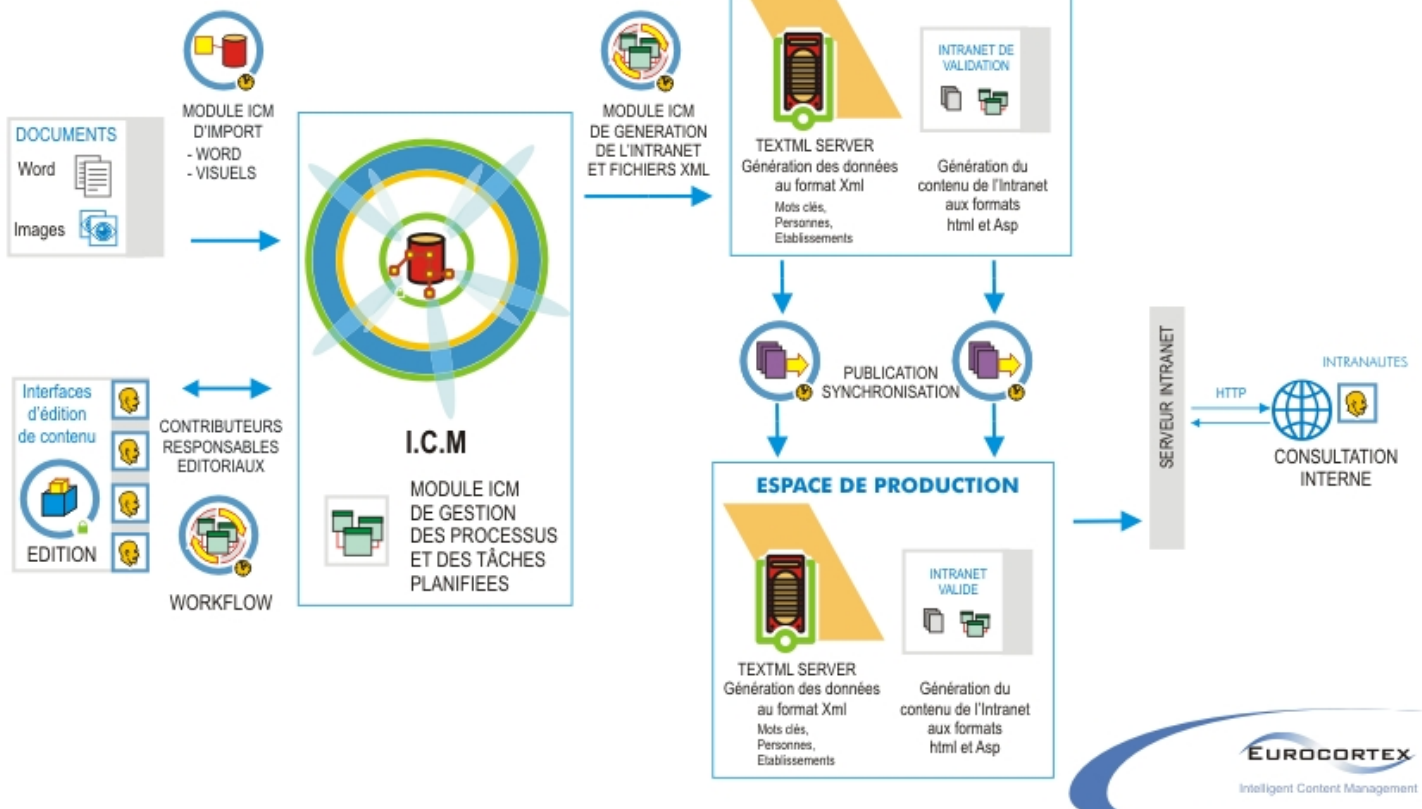 DOCUMENTS
Word
Images
MODULE ICM
D'IMPORT
- WORD
- VISUELS
Interfaces
d'édition
de contenu
EDITION
CONTRIBUTEURS
RESPONSABLES
EDITORIAUX
WORKFLOW
I.C.M
MODULE ICM
DE GESTION
DES PROCESSUS
ET DES TÂCHES
PLANIFIEES
MODULE ICM
DE GENERATION
DE L'INTRANET
ET FICHIERS XML
TEXTML SERVER
Génération des données
au format Xml
Mots clés,
Personnes,
Etablissements
INTRANET DE
VALIDATION
Génération du
contenu de l'Intranet
aux formats
html et Asp
PUBLICATION
SYNCHRONISATION
ESPACE DE PRODUCTION
TEXTML SERVER
Génération des données
au format Xml
Mots clés,
Personnes,
Etablissements
INTRANET
VALIDE
Génération du
contenu de l'Intranet
aux formats
html et Asp
SERVEUR INTRANET
HTTP
INTRANAUTES
CONSULTATION
INTERNE
EUROCORTEX
Intelligent Content Management